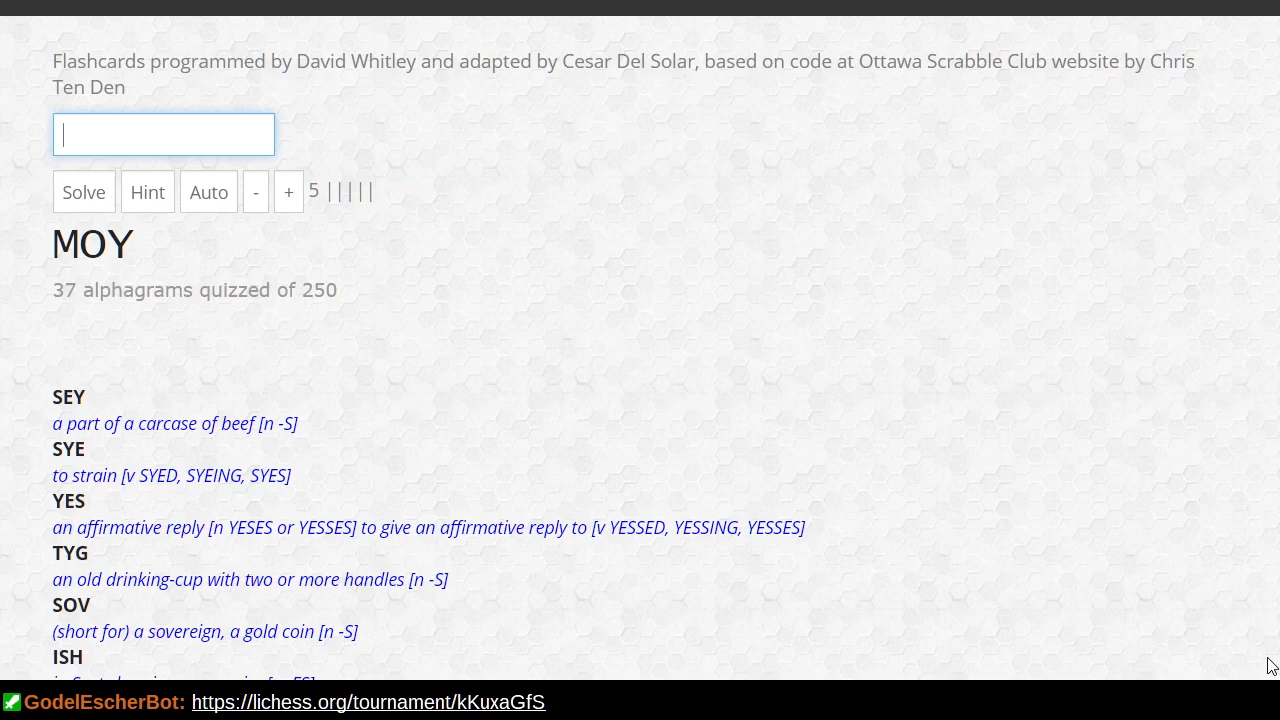 Flashcards programmed by David Whitley and adapted by Cesar Del Solar, based on code at Ottawa Scrabble Club website by Chris
Ten Den
Solve Hint Auto - + 5 |||||
MOY
37 alphagrams quizzed of 250
SEY
a part of a carcase of beef [n -S]
SYE
to strain [v SYED, SYEING, SYES]
YES
an affirmative reply [n YESES or YESSES] to give an affirmative reply to [v YESSED, YESSING, YESSES]
TYG
an old drinking-cup with two or more handles [n -S]
SOV
(short for) a sovereign, a gold coin [n -S]
ISH
GodelEscherBot: https://lichess.org/tournament/kKuxaGfS